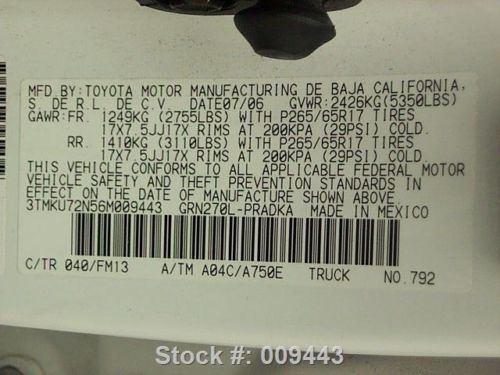 MFD.BY:TOYOTA MOTOR MANUFACTURING DE BAJA CALIFORNIA,
S. DE R.L. DE C.V. DATE07/06 GVWR:2426KG(5350LBS)
GAWR:FR. 1249KG (2755LBS) WITH P265/65R17 TIRES
17X7.5JJ17X RIMS AT 200KPA (29PSI) COLD.
RR. 1410KG (3110LBS) WITH P265/65R17 TIRES
17X7.5JJ17X RIMS AT 200KPA (29PSI) COLD.
THIS VEHICLE CONFORMS TO ALL APPLICABLE FEDERAL MOTOR
VEHICLE SAFETY AND THEFT PREVENTION STANDARDS IN
EFFECT ON THE DATE OF MANUFACTURE SHOWN ABOVE.
3TMKU72N56M009443 GRN270L-PRADKA MADE IN MEXICO
C/TR 040/FM13 A/TM A04C/A750E TRUCK NO.792
Stock #: 009443